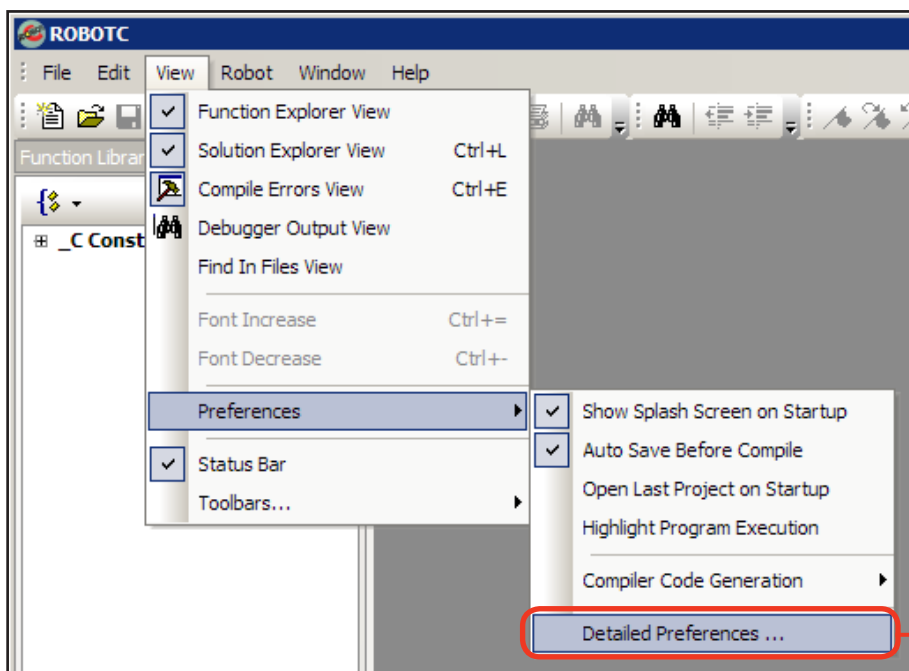 ROBOTC
File Edit View Robot Window Help
Function Explorer View
Function Librar
Solution Explorer View Ctrl+L
Compile Errors View Ctrl+E
Debugger Output View
_C Const
Find In Files View
Font Increase Ctrl+=
Font Decrease Ctrl+-
Preferences
Status Bar
Toolbars...
Show Splash Screen on Startup
Auto Save Before Compile
Open Last Project on Startup
Highlight Program Execution
Compiler Code Generation
Detailed Preferences ...